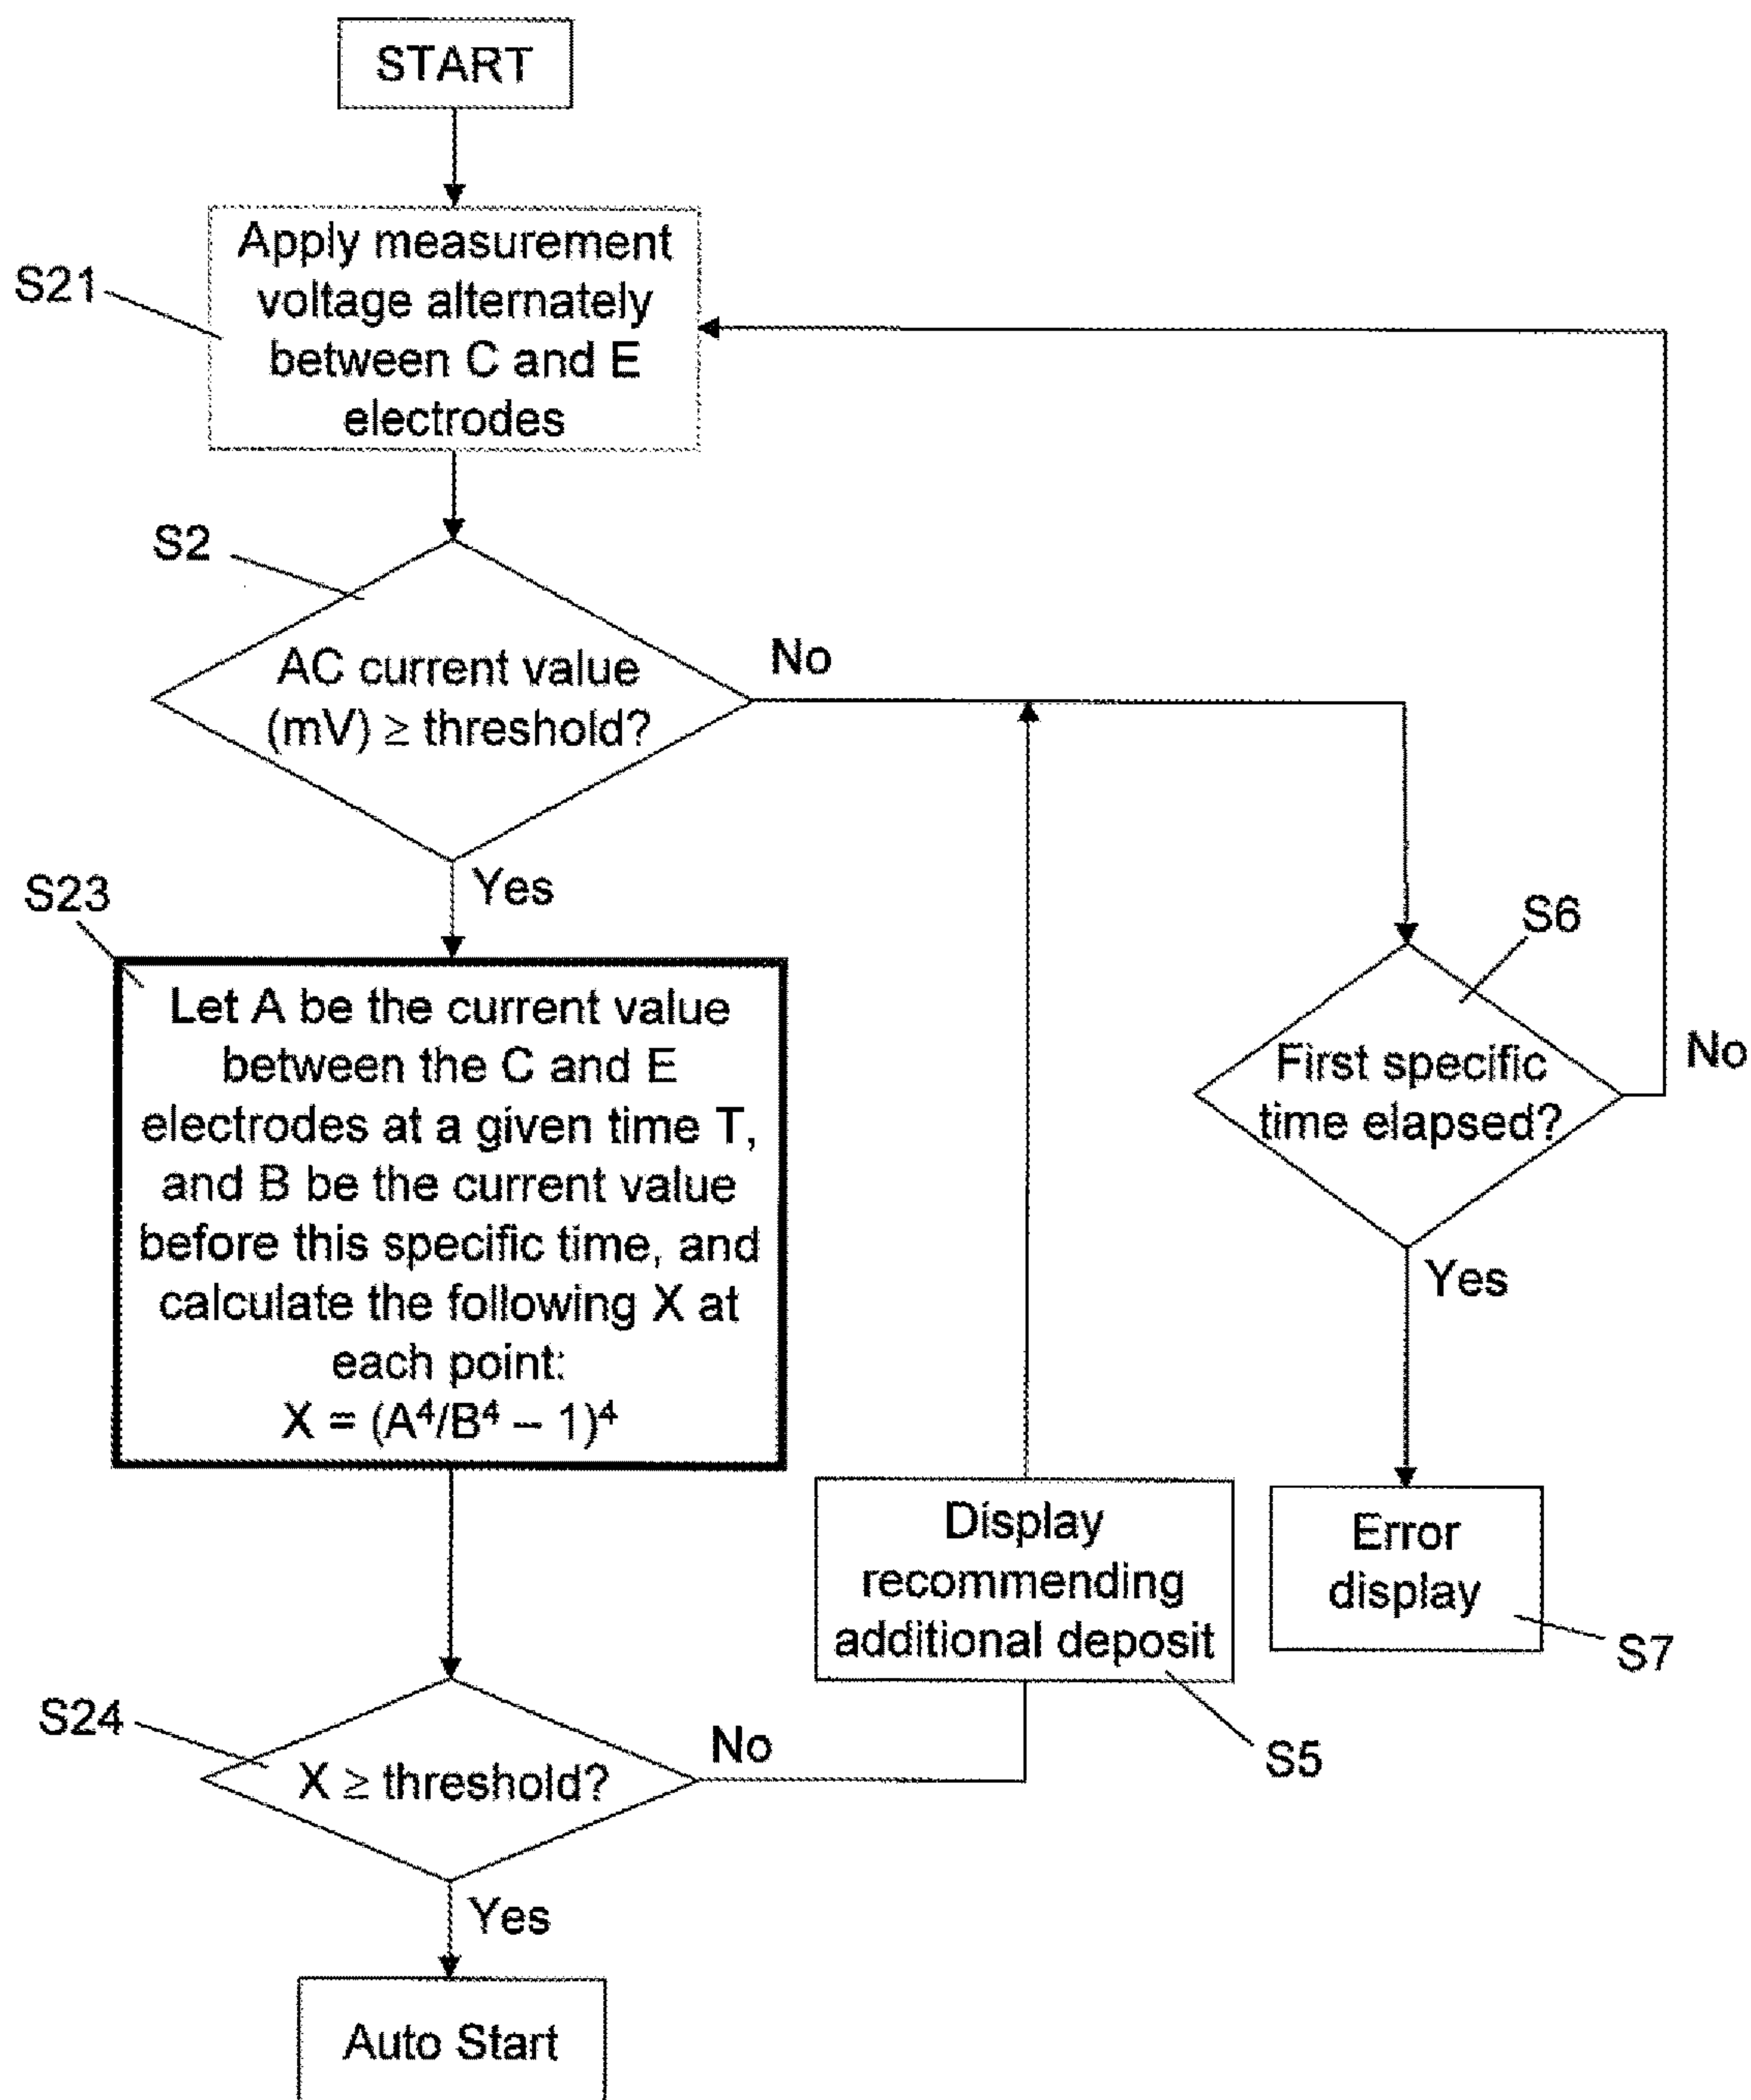 START
S21
Apply measurement
voltage alternately
between C and E
electrodes
S2
AC current value
(mV) ≥ threshold?
No
Yes
S23
Let A be the current value
between the C and E
electrodes at a given time T,
and B be the current value
before this specific time, and
calculate the following X at
each point:
X = (A⁴/B⁴ – 1)⁴
S6
First specific
time elapsed?
No
Yes
Display
recommending
additional deposit
S5
Error
display
S7
S24
X ≥ threshold?
No
Yes
Auto Start